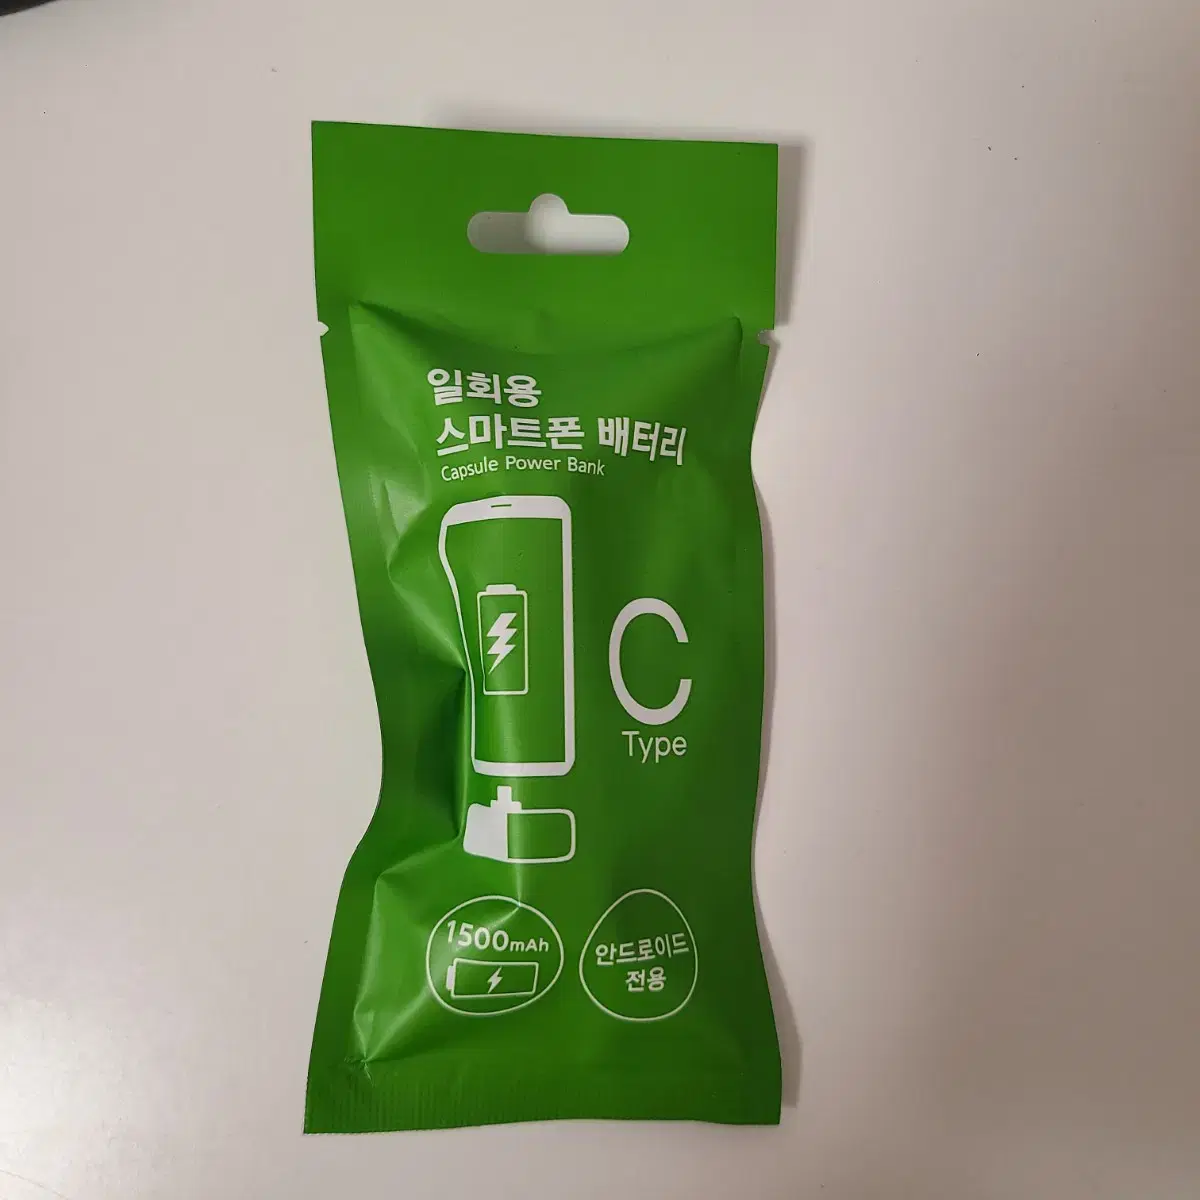 일회용
스마트폰 배터리
Capsule Power Bank
C
Type
1500mAh
안드로이드
전용